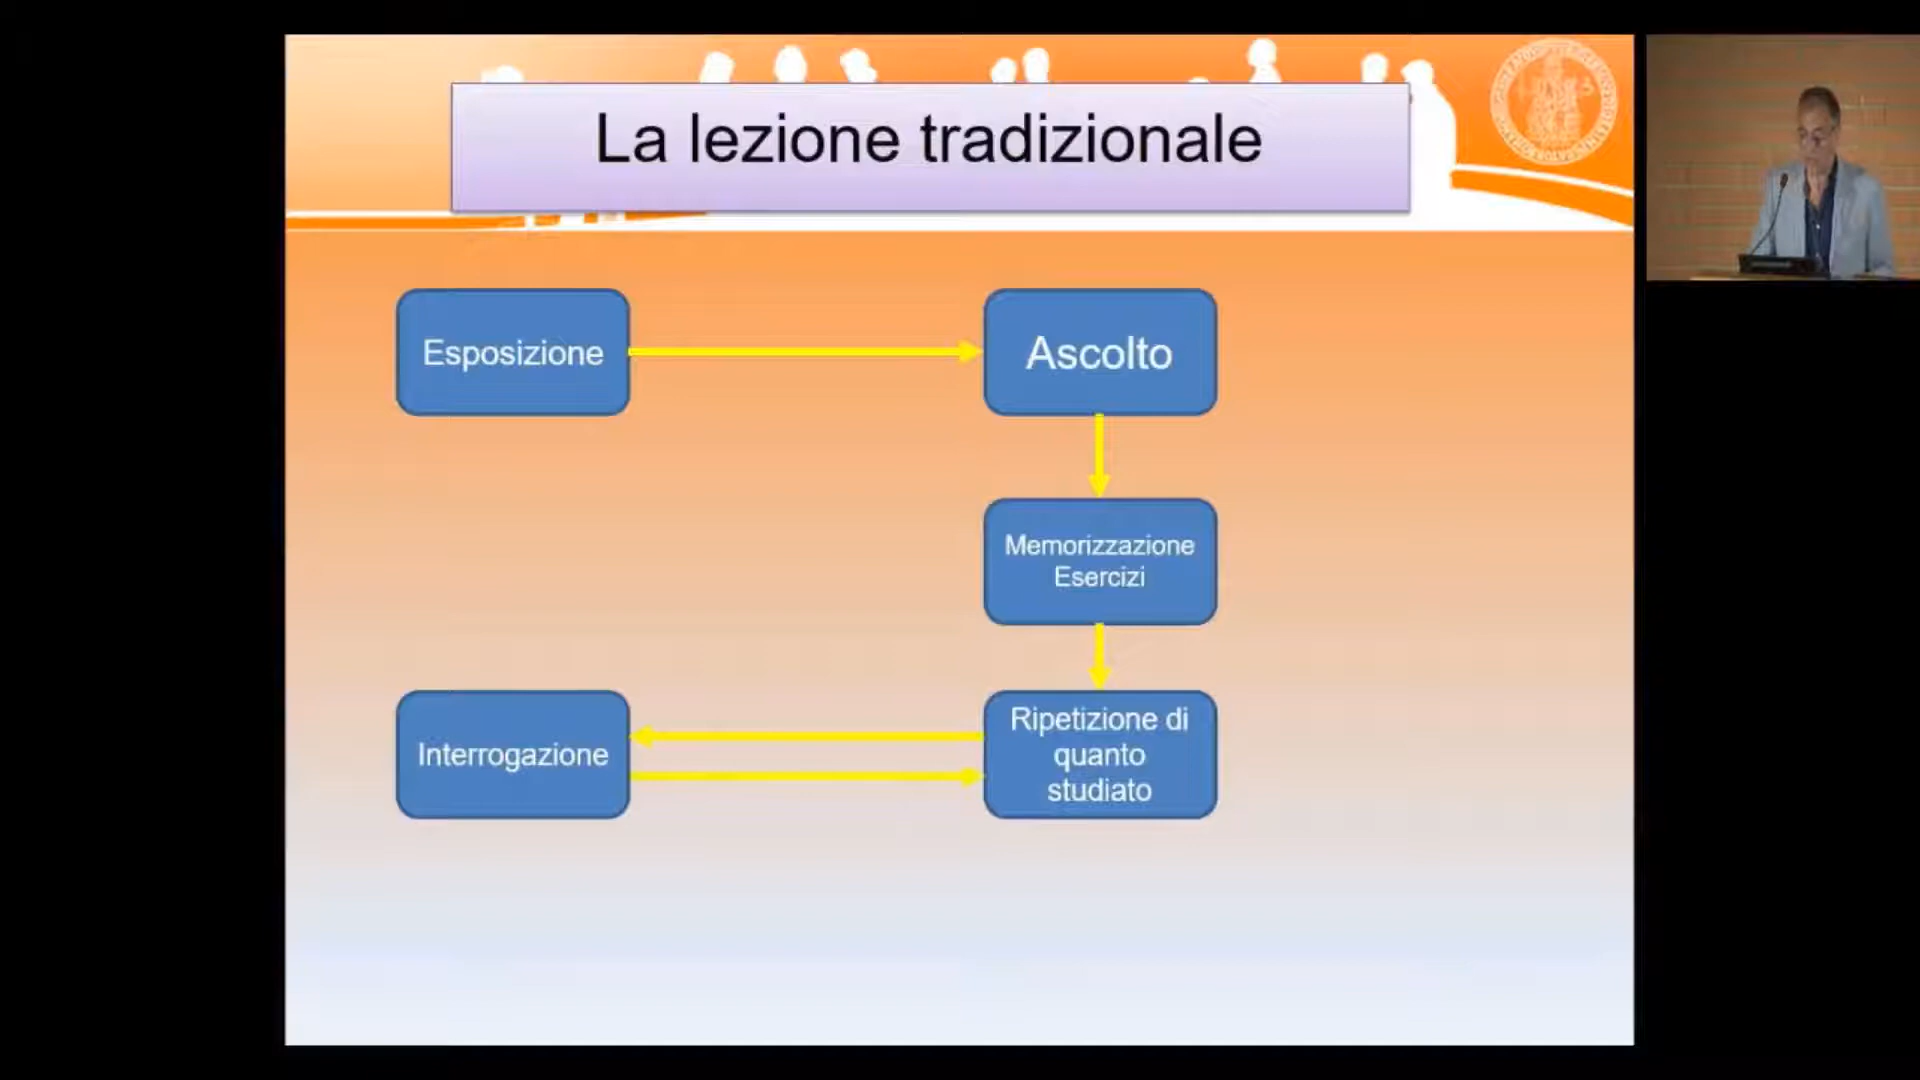 La lezione tradizionale
Esposizione
Ascolto
Memorizzazione
Esercizi
Interrogazione
Ripetizione di
quanto
studiato